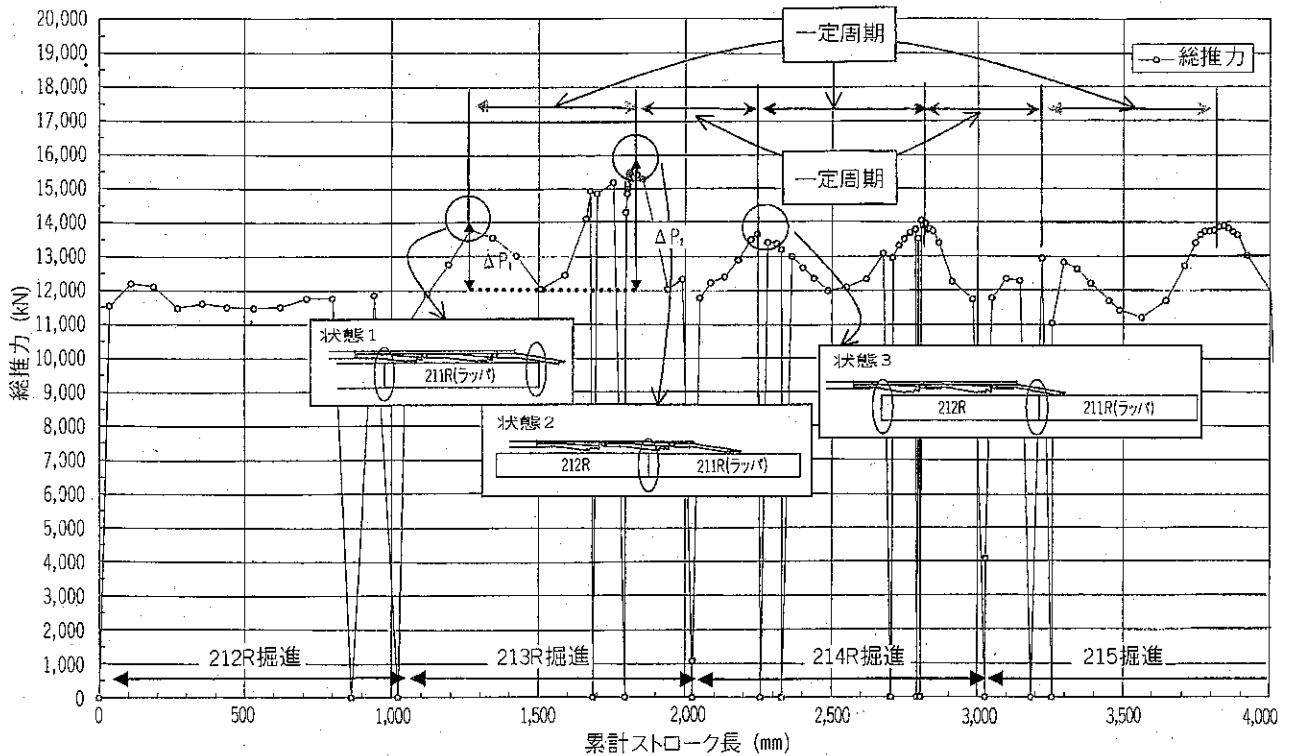 20,000
19,000
18,000
17,000
16,000
15,000
14,000
13,000
12,000
11,000
10,000
9,000
8,000
7,000
6,000
5,000
4,000
3,000
2,000
1,000
0
総推力 (kN)
一定周期
総推力
一定周期
ΔP₁
ΔP₂
状態1
211R(ラッパ)
状態2
212R
211R(ラッパ)
状態3
212R
211R(ラッパ)
212R掘進
213R掘進
214R掘進
215掘進
0
500
1,000
1,500
2,000
2,500
3,000
3,500
4,000
累計ストローク長 (mm)